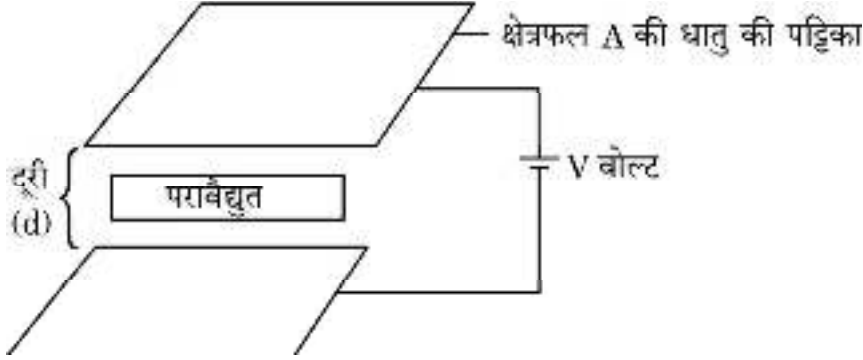 क्षेत्रफल A की धातु की पट्टिका
दूरी
(d)
परावैद्युत
V वोल्ट